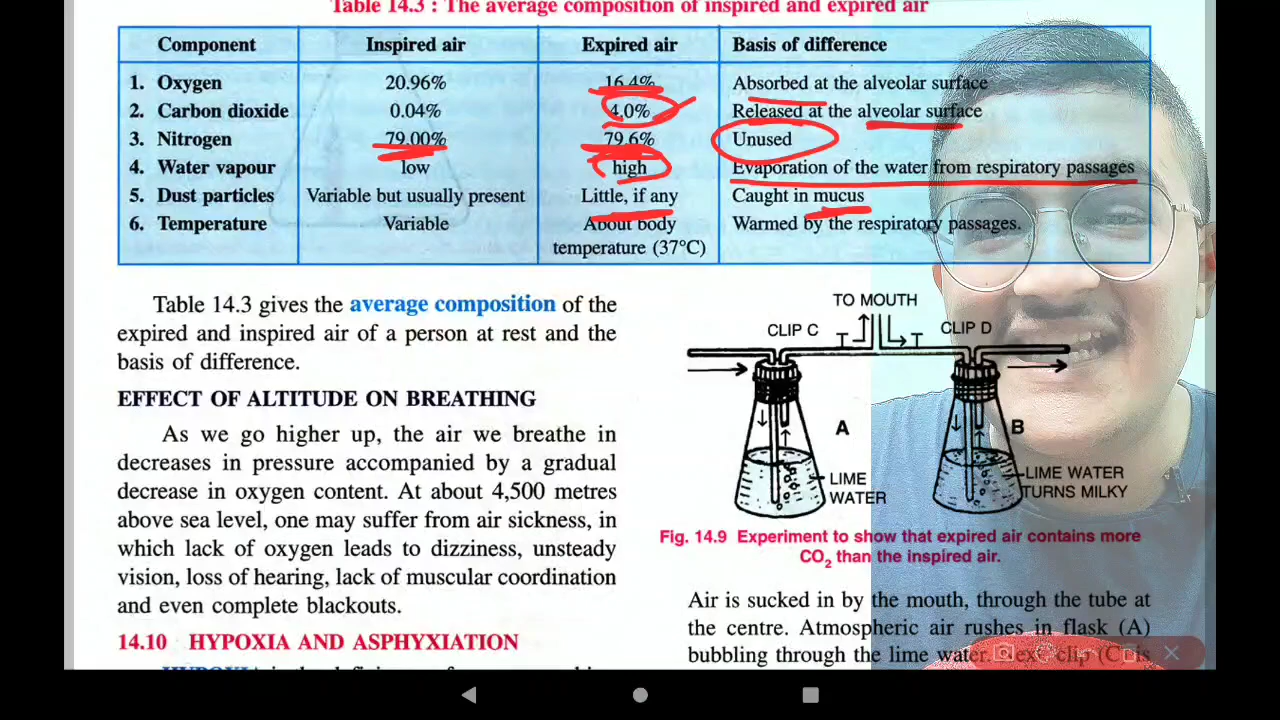 Table 14.3 : The average composition of inspired and expired air
Component Inspired air Expired air Basis of difference
1. Oxygen 20.96% 16.4% Absorbed at the alveolar surface
2. Carbon dioxide 0.04% 4.0% Released at the alveolar surface
3. Nitrogen 79.00% 79.6% Unused
4. Water vapour low high Evaporation of the water from respiratory passages
5. Dust particles Variable but usually present Little, if any Caught in mucus
6. Temperature Variable About body Warmed by the respiratory passages.
temperature (37°C)
Table 14.3 gives the average composition of the
expired and inspired air of a person at rest and the
basis of difference.
EFFECT OF ALTITUDE ON BREATHING
As we go higher up, the air we breathe in
decreases in pressure accompanied by a gradual
decrease in oxygen content. At about 4,500 metres
above sea level, one may suffer from air sickness, in
which lack of oxygen leads to dizziness, unsteady
vision, loss of hearing, lack of muscular coordination
and even complete blackouts.
14.10 HYPOXIA AND ASPHYXIATION
TO MOUTH
CLIP C
CLIP D
T
T
A
B
LIME
WATER
LIME WATER
TURNS MILKY
Fig. 14.9 Experiment to show that expired air contains more
CO₂ than the inspired air.
Air is sucked in by the mouth, through the tube at
the centre. Atmospheric air rushes in flask (A)
bubbling through the lime water. clip (C is